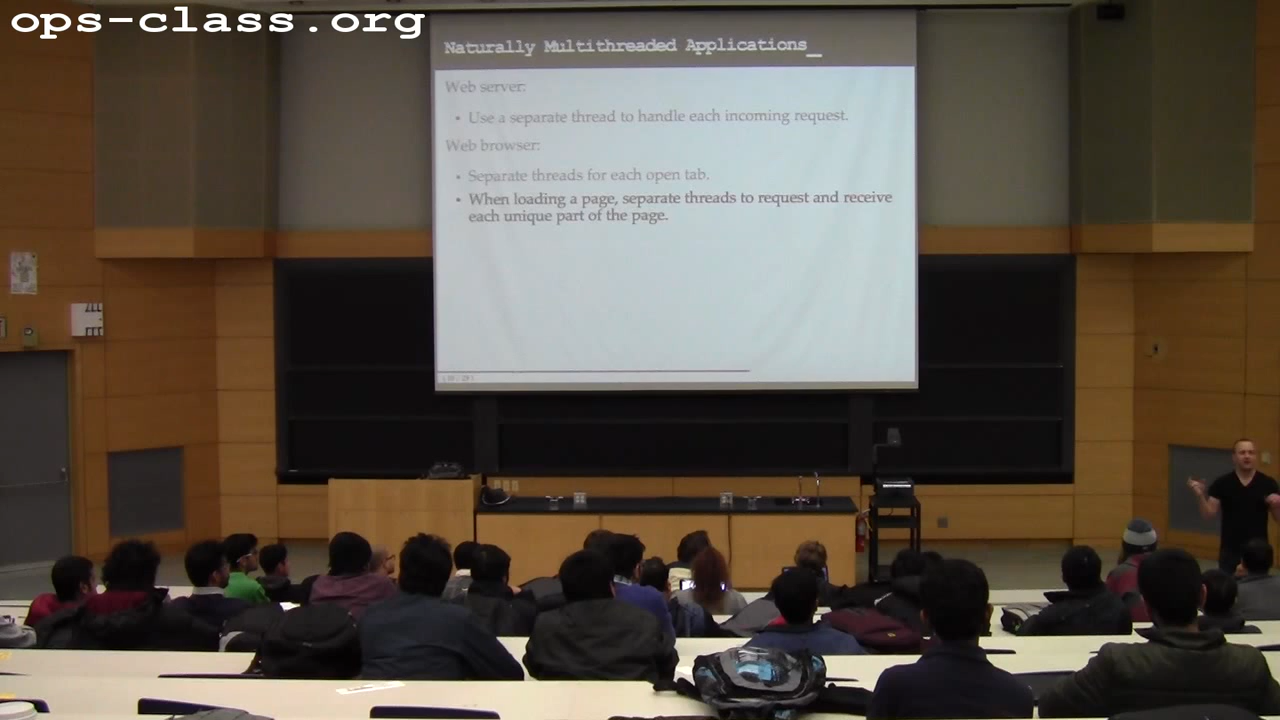 ops-class.org
Naturally Multithreaded Applications_
Web server:
• Use a separate thread to handle each incoming request.
Web browser:
• Separate threads for each open tab.
• When loading a page, separate threads to request and receive
each unique part of the page.